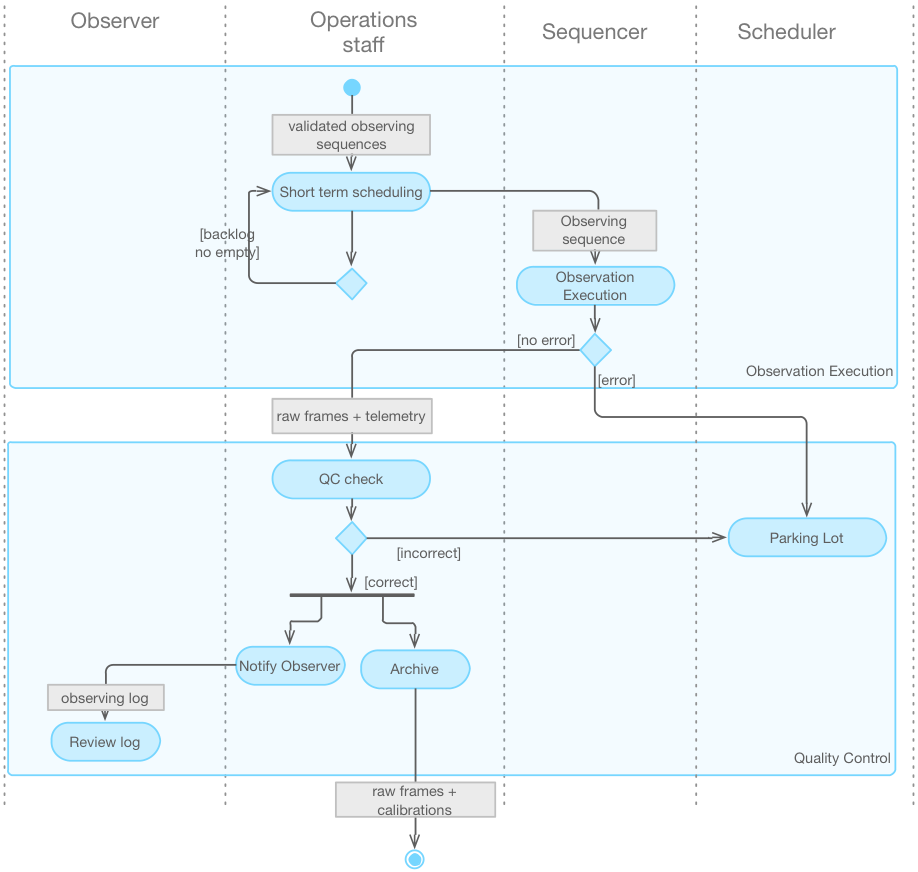 Observer
Operations
staff
Sequencer
Scheduler
validated observing
sequences
Short term scheduling
Observing
sequence
[backlog
no empty]
Observation
Execution
[no error]
Observation Execution
[error]
raw frames + telemetry
QC check
Parking Lot
[incorrect]
[correct]
Notify Observer
Archive
observing log
Review log
Quality Control
raw frames +
calibrations